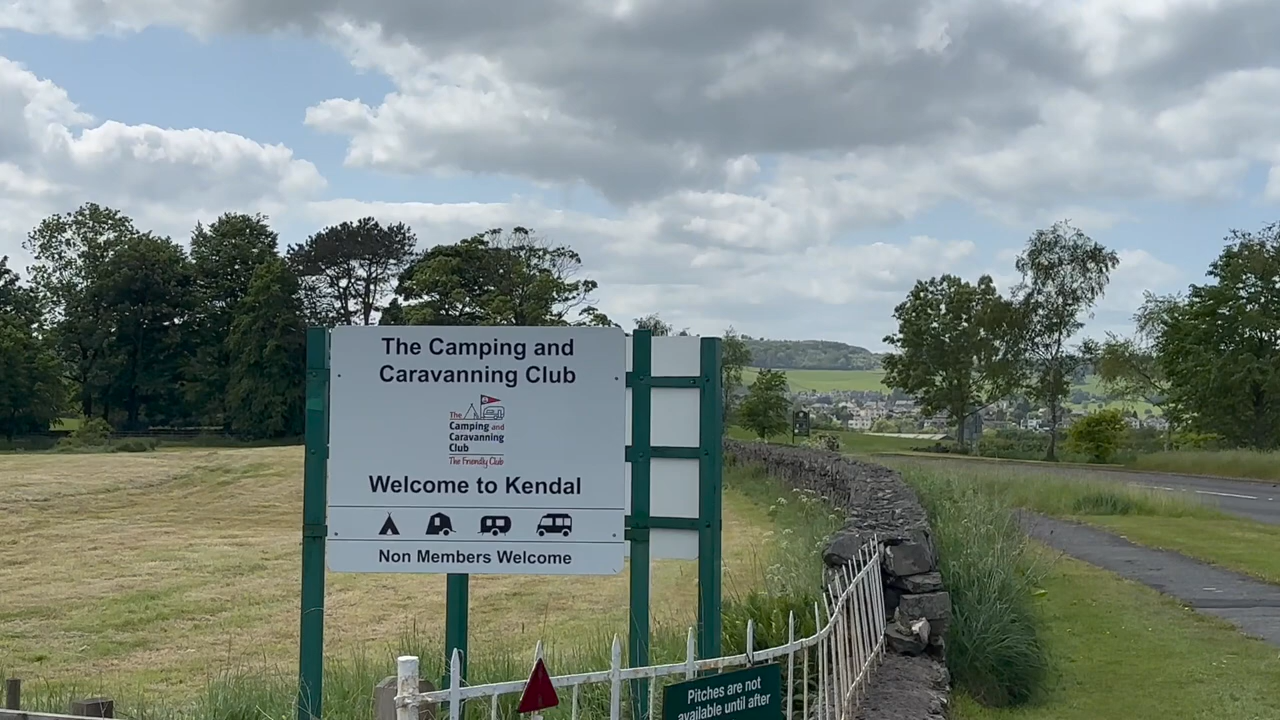 The Camping and
Caravanning Club
The
Camping and
Caravanning
Club
The Friendly Club
Welcome to Kendal
Non Members Welcome
Pitches are not
available until after